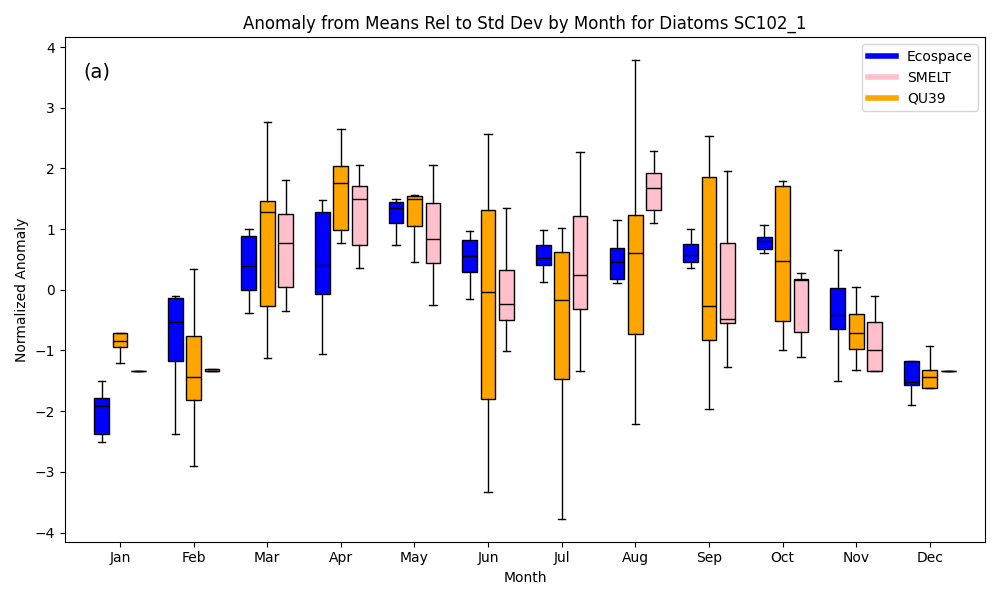 Anomaly from Means Rel to Std Dev by Month for Diatoms SC102_1
(a)
Ecospace
SMELT
QU39
Normalized Anomaly
4
3
2
1
0
−1
−2
−3
−4
Jan Feb Mar Apr May Jun Jul Aug Sep Oct Nov Dec
Month